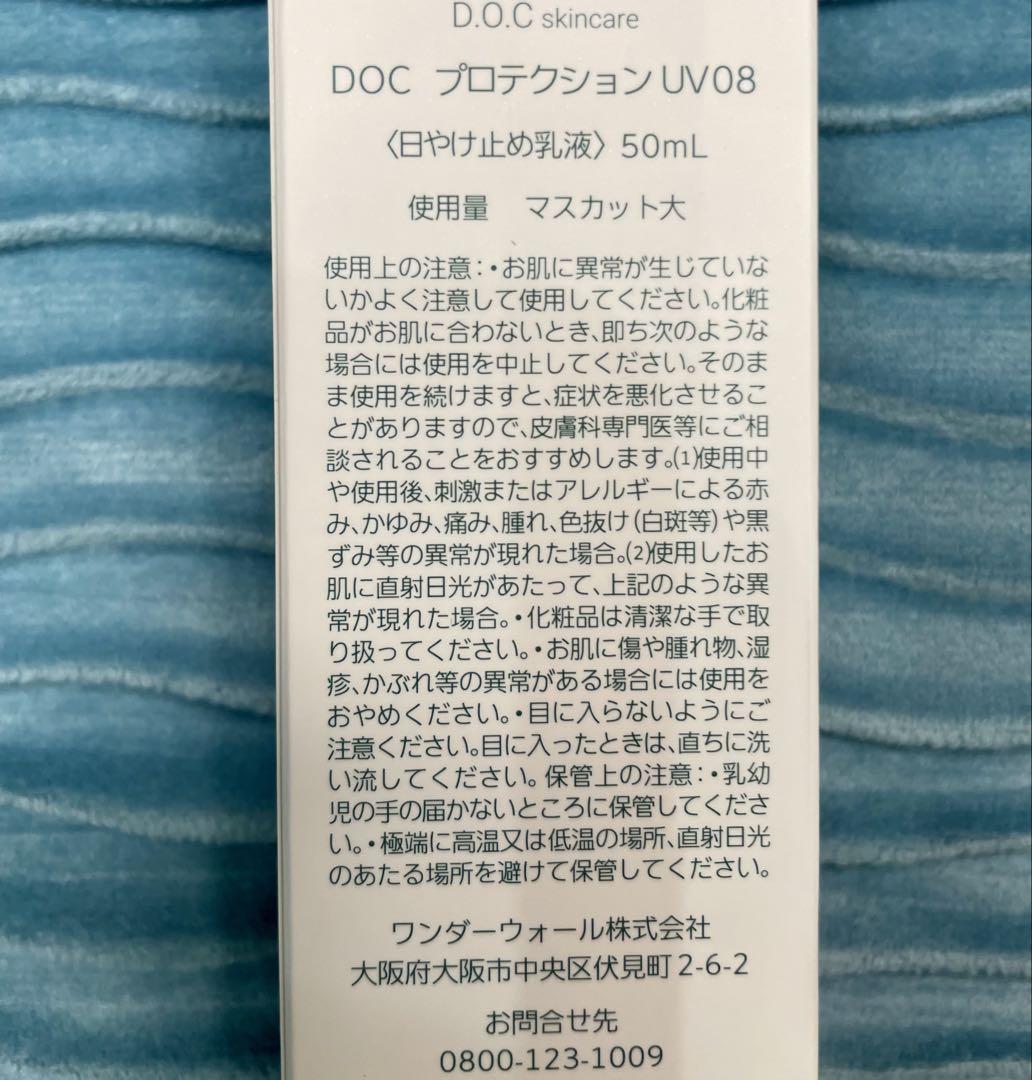 D.O.C skincare
DOC プロテクション UV08
〈日やけ止め乳液〉 50mL
使用量 マスカット大
使用上の注意：・お肌に異常が生じていな
いかよく注意して使用してください。化粧
品がお肌に合わないとき、即ち次のような
場合には使用を中止してください。そのま
ま使用を続けますと、症状を悪化させるこ
とがありますので、皮膚科専門医等にご相
談されることをおすすめします。(1)使用中
や使用後、刺激またはアレルギーによる赤
み、かゆみ、痛み、腫れ、色抜け（白斑等）や黒
ずみ等の異常が現れた場合。(2)使用したお
肌に直射日光があたって、上記のような異
常が現れた場合。・化粧品は清潔な手で取
り扱ってください。・お肌に傷や腫れ物、湿
疹、かぶれ等の異常がある場合には使用を
おやめください。・目に入らないようにご
注意ください。目に入ったときは、直ちに洗
い流してください。保管上の注意：・乳幼
児の手の届かないところに保管してくださ
い。・極端に高温又は低温の場所、直射日光
のあたる場所を避けて保管してください。
ワンダーウォール株式会社
大阪府大阪市中央区伏見町 2-6-2
お問合せ先
0800-123-1009